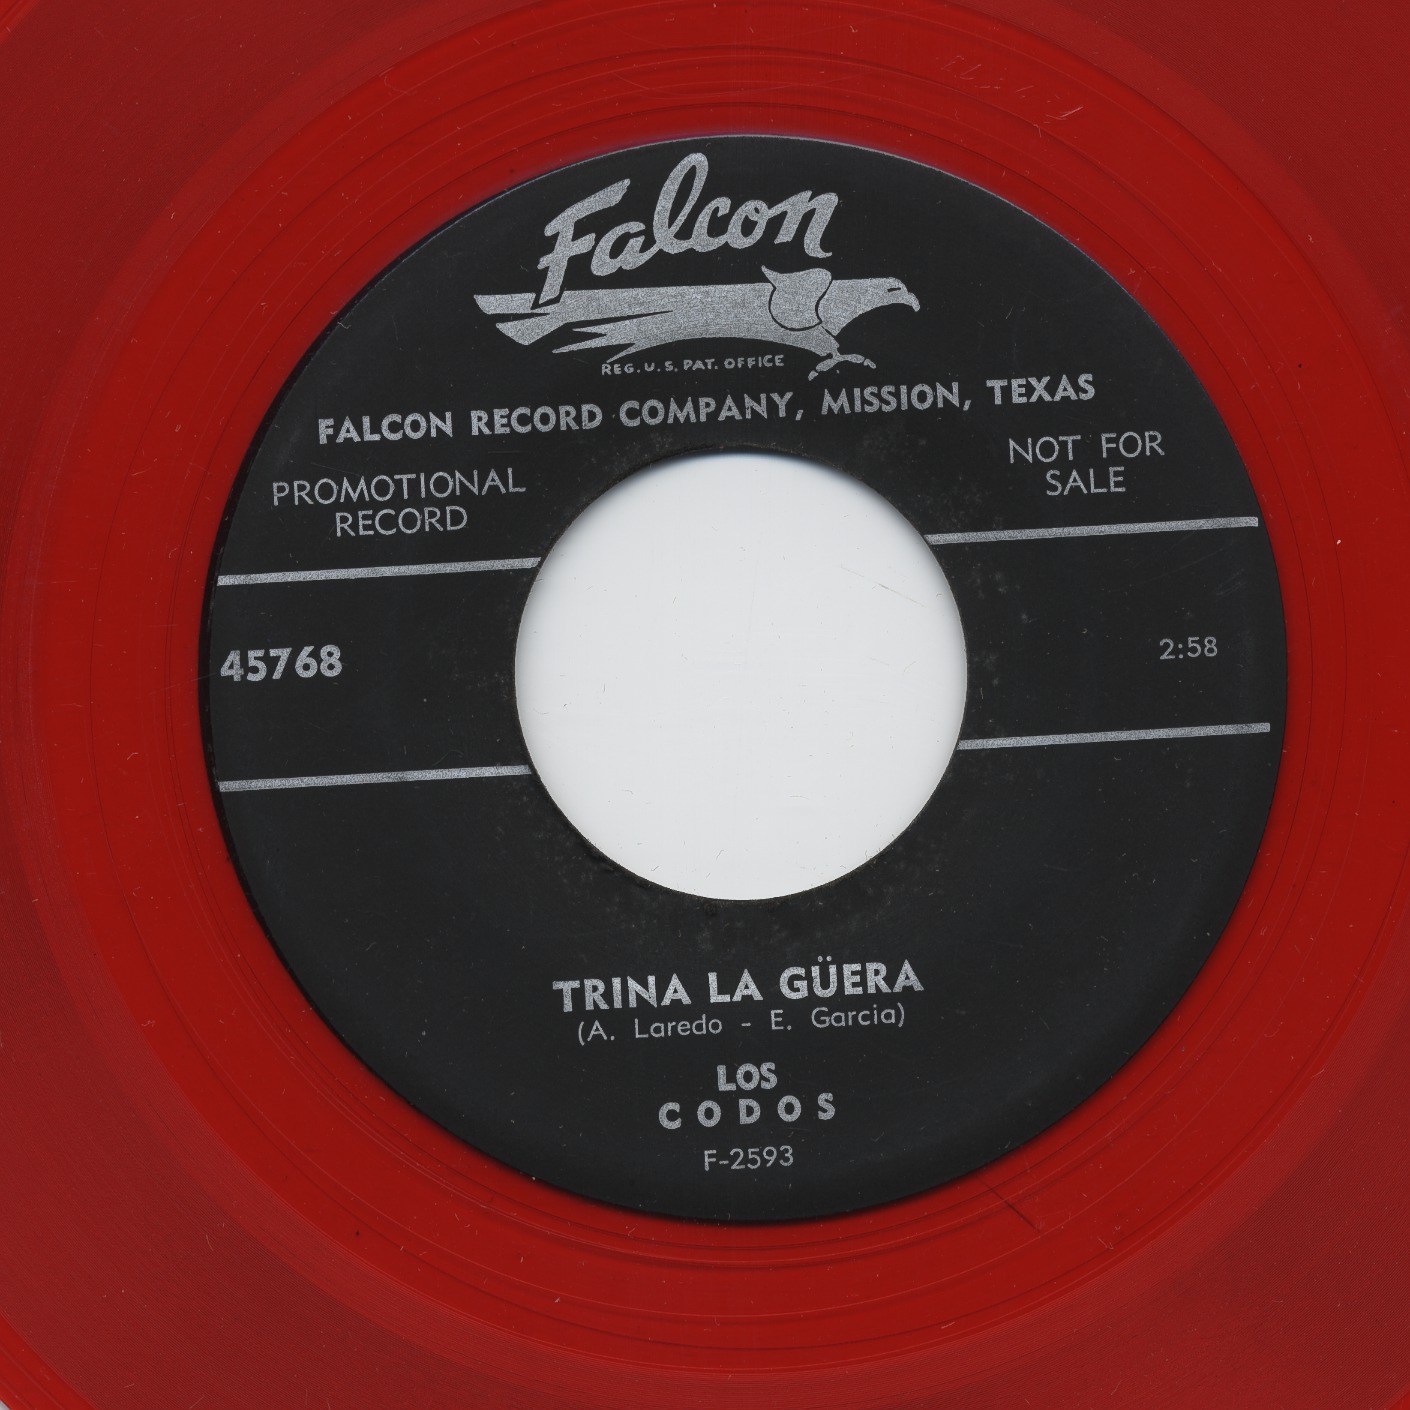 Falcon
REG. U.S. PAT. OFFICE
FALCON RECORD COMPANY, MISSION, TEXAS
PROMOTIONAL
RECORD
NOT FOR
SALE
45768
2:58
TRINA LA GÜERA
(A. Laredo - E. Garcia)
LOS
CODOS
F-2593